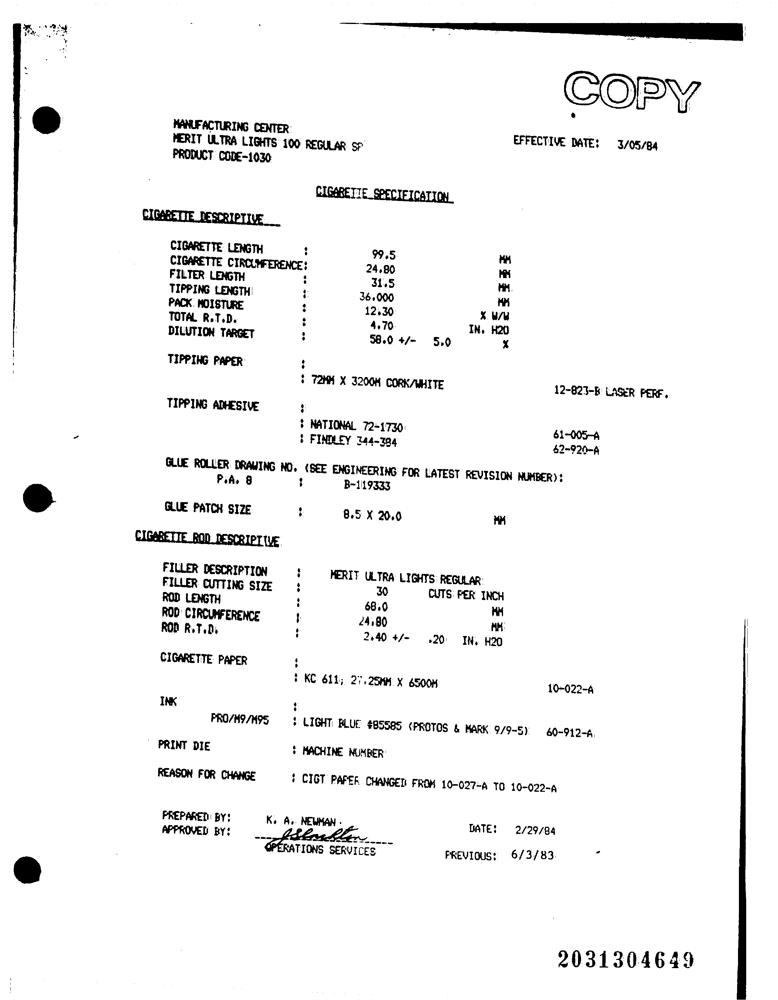 COPY
MANUFACTURING CENTER
MERIT ULTRA LIGHTS 100 REGULAR SP
EFFECTIVE DATE: 3/05/84
PRODUCT CODE-1030
CIGARETTE SPECIFICATION
CIGARETTE DESCRIPTIVE
CIGARETTE LENGTH : 99.5 MM
CIGARETTE CIRCUMFERENCE: 24.80 MM
FILTER LENGTH : 31.5 MM
TIPPING LENGTH : 36.000 MM
PACK MOISTURE : 12.30 % W/W
TOTAL R.T.D. : 4.70 IN. H2O
DILUTION TARGET : 58.0 +/- 5.0 %
TIPPING PAPER :
: 72MM X 3200M CORK/WHITE 12-823-B LASER PERF.
TIPPING ADHESIVE :
: NATIONAL 72-1730 61-005-A
: FINDLEY 344-384 62-920-A
GLUE ROLLER DRAWING NO. (SEE ENGINEERING FOR LATEST REVISION NUMBER):
P.A. 8 : B-119333
GLUE PATCH SIZE : 8.5 X 20.0 MM
CIGARETTE ROD DESCRIPTIVE
FILLER DESCRIPTION : MERIT ULTRA LIGHTS REGULAR
FILLER CUTTING SIZE : 30 CUTS PER INCH
ROD LENGTH : 68.0 MM
ROD CIRCUMFERENCE : 24.80 MM
ROD R.T.D. : 2.40 +/- .20 IN. H2O
CIGARETTE PAPER :
: KC 611, 27.25MM X 6500M 10-022-A
INK :
PRO/M9/M95 : LIGHT BLUE #85585 (PROTOS & MARK 9/9-5) 60-912-A
PRINT DIE : MACHINE NUMBER
REASON FOR CHANGE : CIGT PAPER CHANGED FROM 10-027-A TO 10-022-A
PREPARED BY: K. A. NEWMAN
DATE: 2/29/84
APPROVED BY:
OPERATIONS SERVICES
PREVIOUS: 6/3/83
2031304649